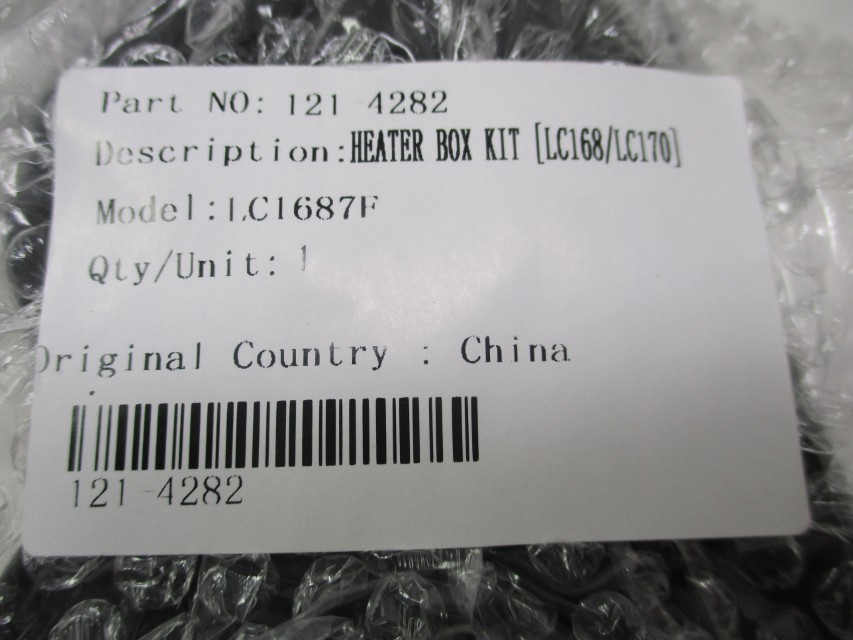 Part NO: 121-4282
Description:HEATER BOX KIT [LC168/LC170]
Model:LC1687F
Qty/Unit: 1
Original Country : China
121-4282